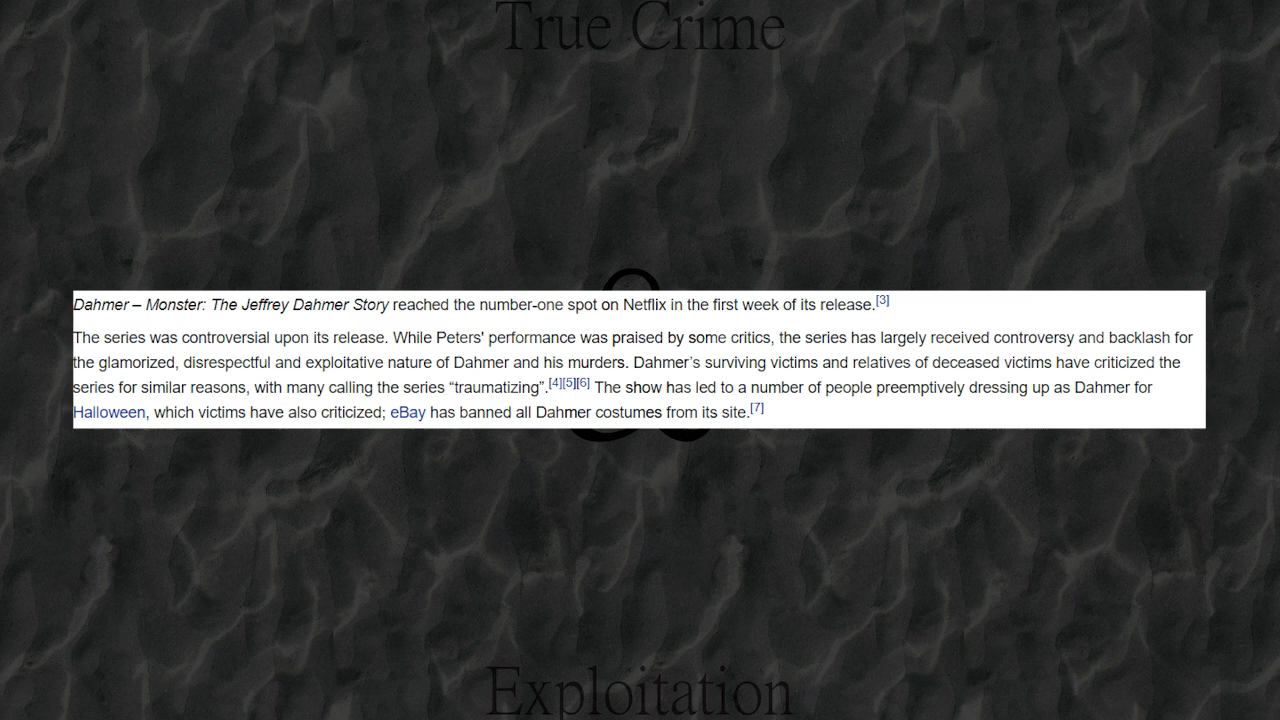 True Crime
&
Dahmer – Monster: The Jeffrey Dahmer Story reached the number-one spot on Netflix in the first week of its release.[3]
The series was controversial upon its release. While Peters' performance was praised by some critics, the series has largely received controversy and backlash for
the glamorized, disrespectful and exploitative nature of Dahmer and his murders. Dahmer’s surviving victims and relatives of deceased victims have criticized the
series for similar reasons, with many calling the series “traumatizing”.[4][5][6] The show has led to a number of people preemptively dressing up as Dahmer for
Halloween, which victims have also criticized; eBay has banned all Dahmer costumes from its site.[7]
Exploitation